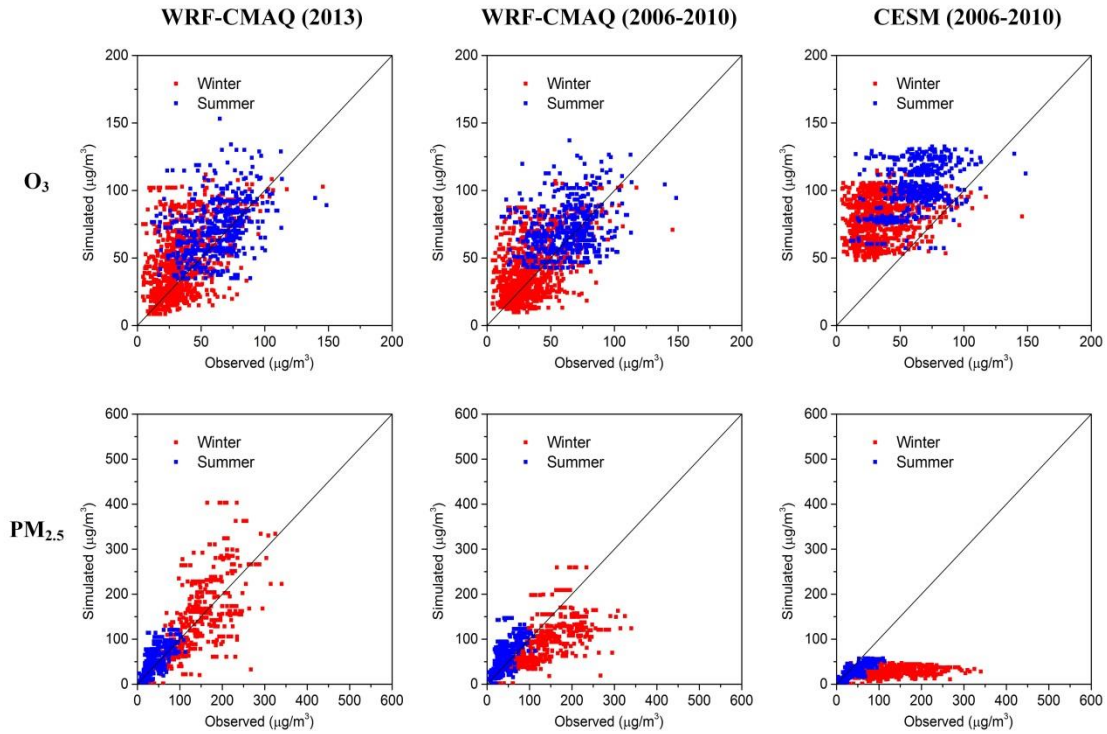 WRF-CMAQ (2013) WRF-CMAQ (2006-2010) CESM (2006-2010)
O₃
200
150
100
50
0
Simulated (μg/m³)
Winter
Summer
0 50 100 150 200
Observed (μg/m³)
200
150
100
50
0
Simulated (μg/m³)
Winter
Summer
0 50 100 150 200
Observed (μg/m³)
200
150
100
50
0
Simulated (μg/m³)
Winter
Summer
0 50 100 150 200
Observed (μg/m³)
PM₂.₅
600
500
400
300
200
100
0
Simulated (μg/m³)
Winter
Summer
0 100 200 300 400 500 600
Observed (μg/m³)
600
500
400
300
200
100
0
Simulated (μg/m³)
Winter
Summer
0 100 200 300 400 500 600
Observed (μg/m³)
600
500
400
300
200
100
0
Simulated (μg/m³)
Winter
Summer
0 100 200 300 400 500 600
Observed (μg/m³)